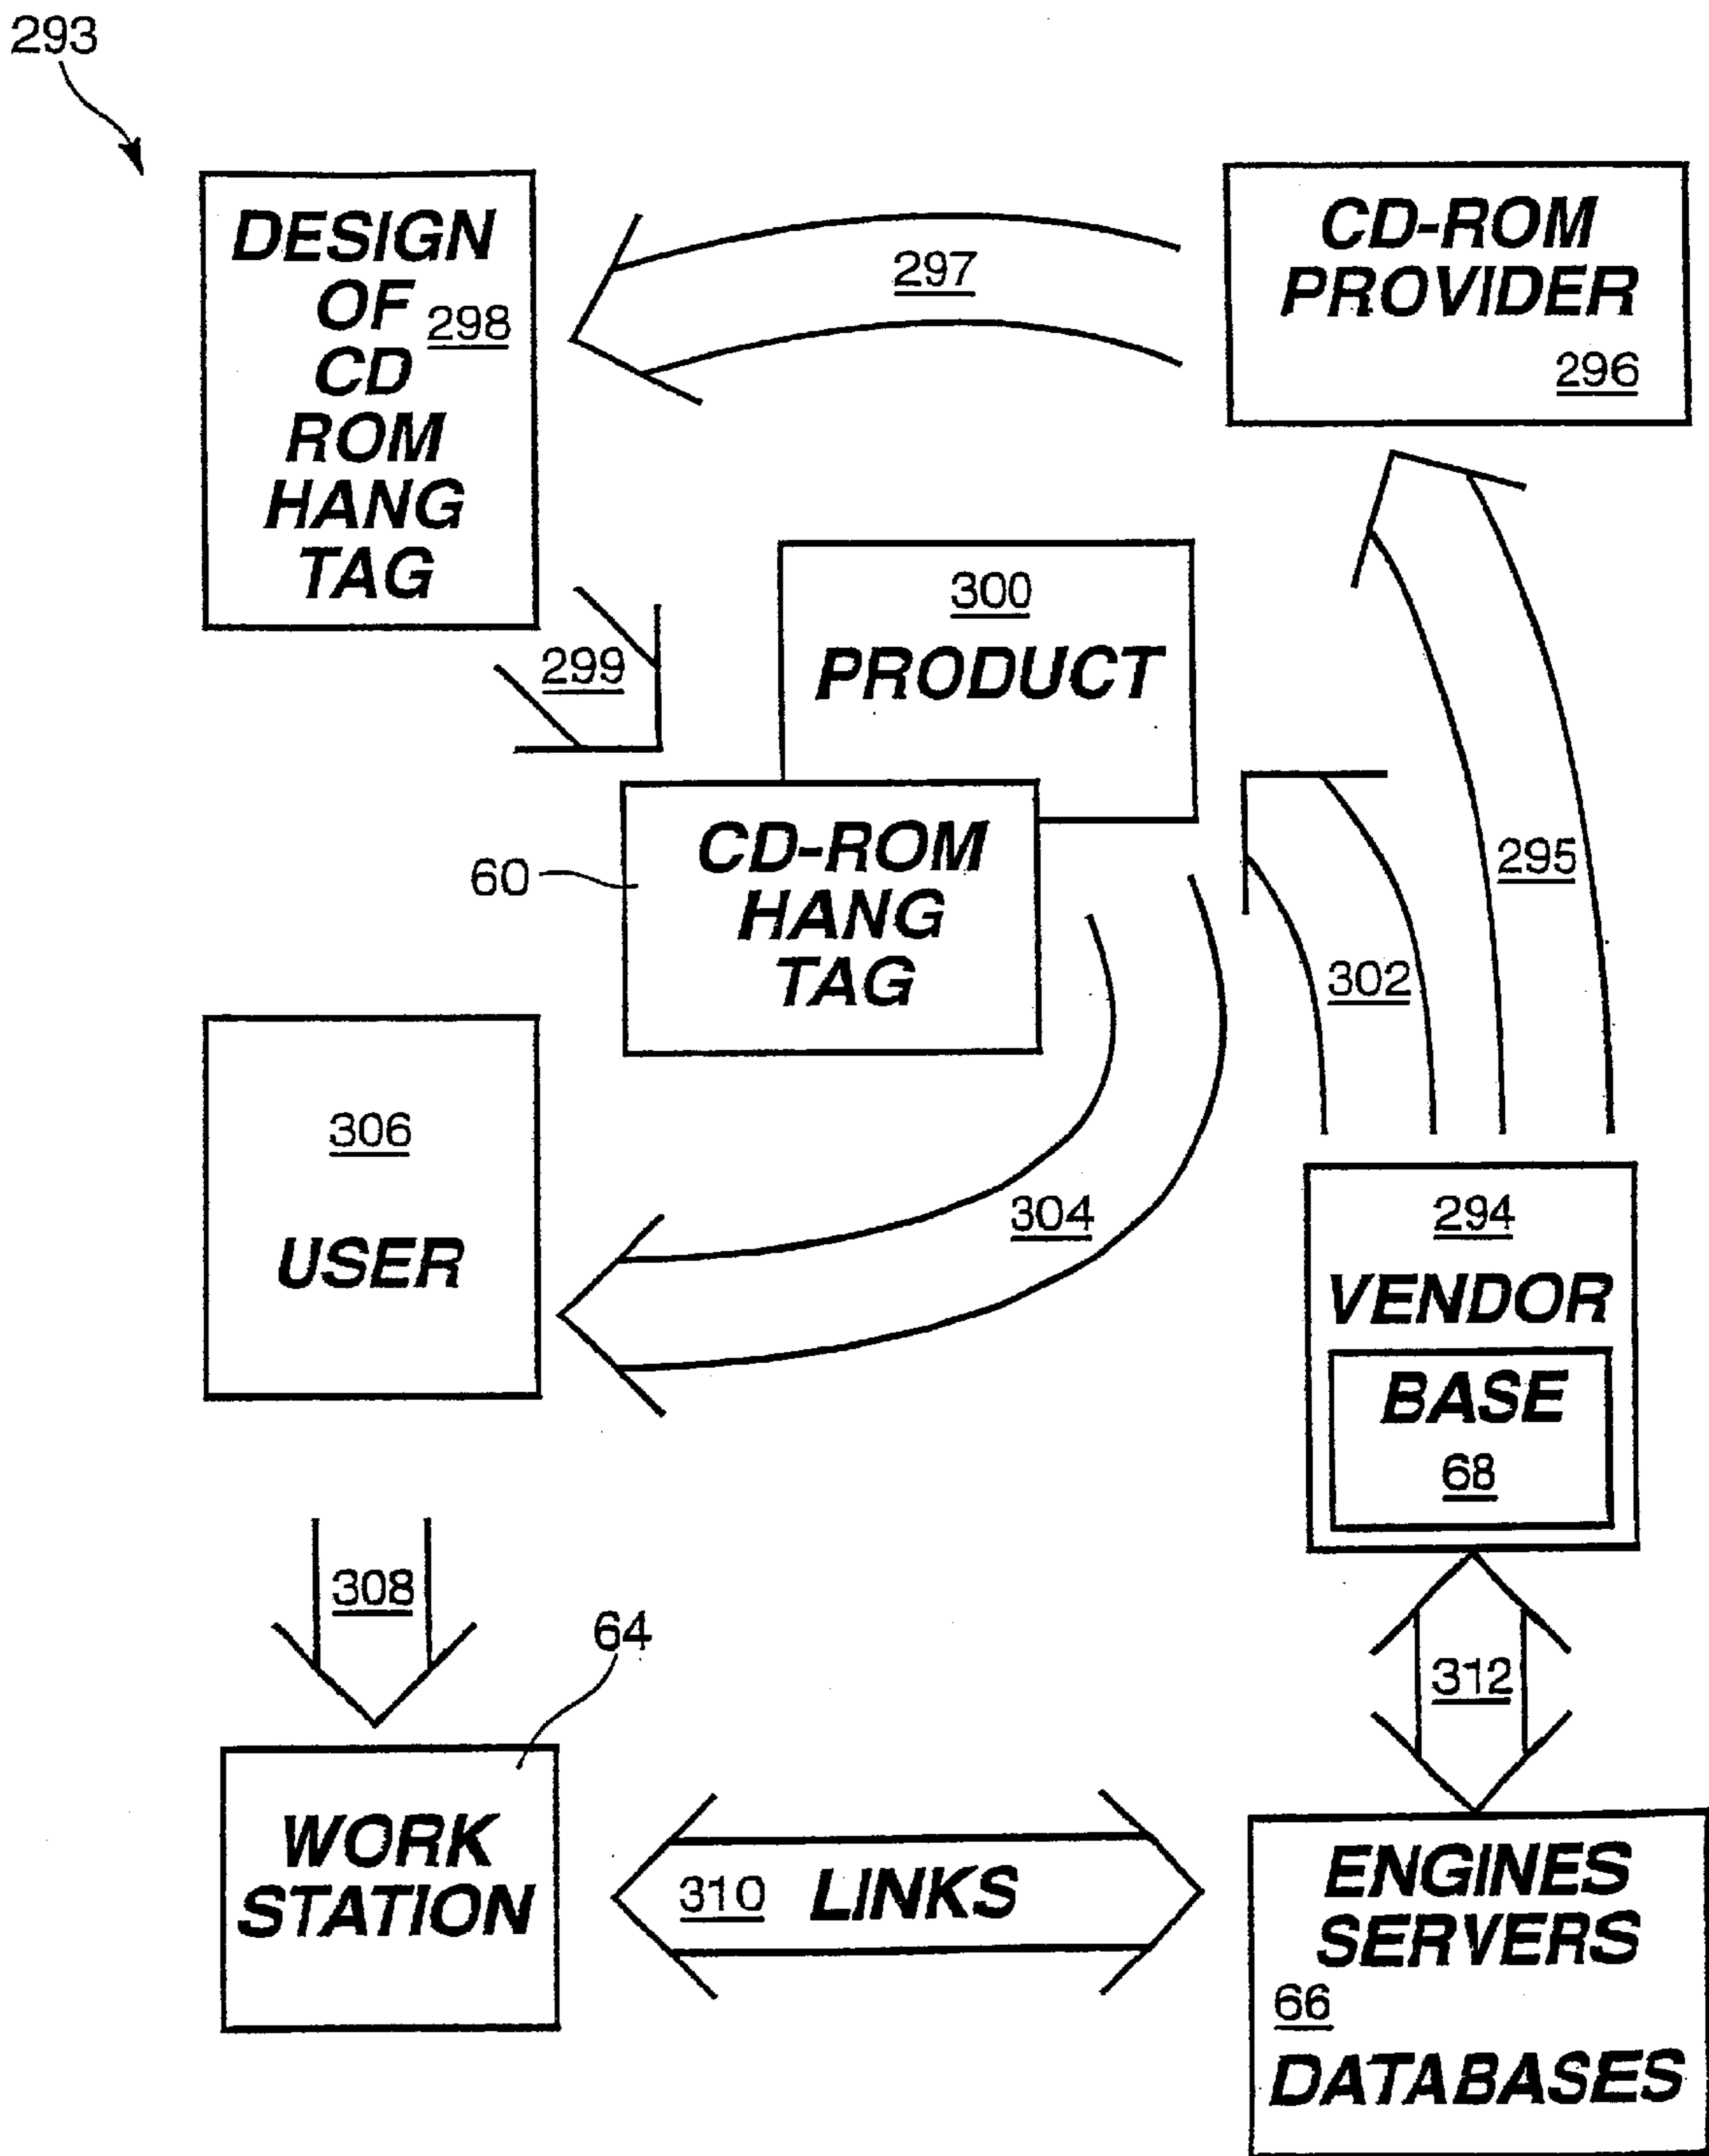 293
DESIGN
OF
298
CD
ROM
HANG
TAG
297
CD-ROM
PROVIDER
296
299
300
PRODUCT
60
CD-ROM
HANG
TAG
295
302
306
USER
304
294
VENDOR
BASE
68
308
64
312
WORK
STATION
310 LINKS
ENGINES
SERVERS
66
DATABASES